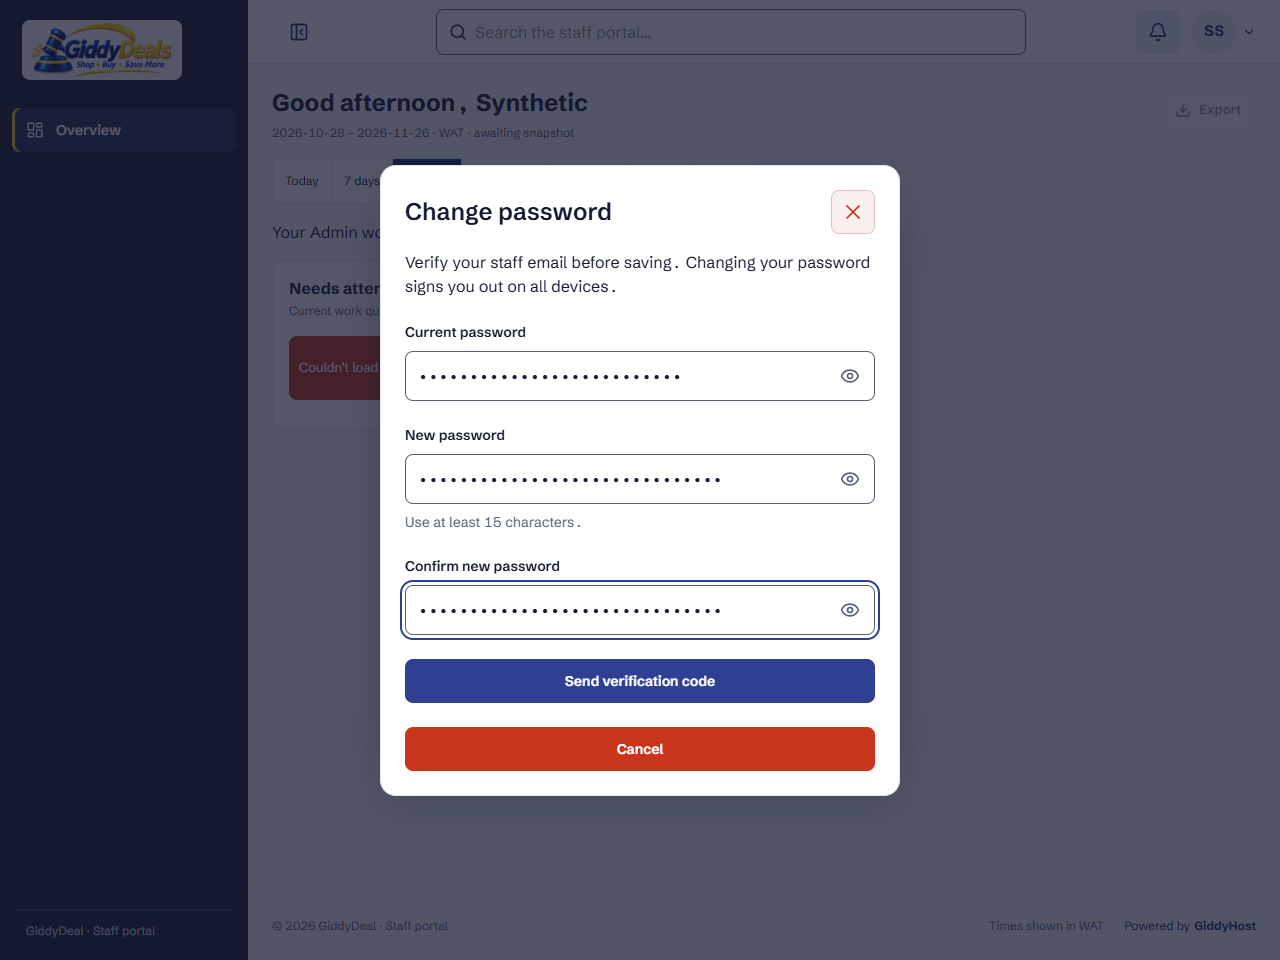 GiddyDeals
Shop • Buy • Save More
Search the staff portal...
SS
Overview
Good afternoon, Synthetic
2026-10-28 – 2026-11-26 · WAT · awaiting snapshot
Export
Today
7 days
Your Admin
Current work
Couldn't load
Change password
Verify your staff email before saving. Changing your password
signs you out on all devices.
Current password
New password
Use at least 15 characters.
Confirm new password
Send verification code
Cancel
GiddyDeal · Staff portal
© 2026 GiddyDeal · Staff portal
Times shown in WAT
Powered by GiddyHost